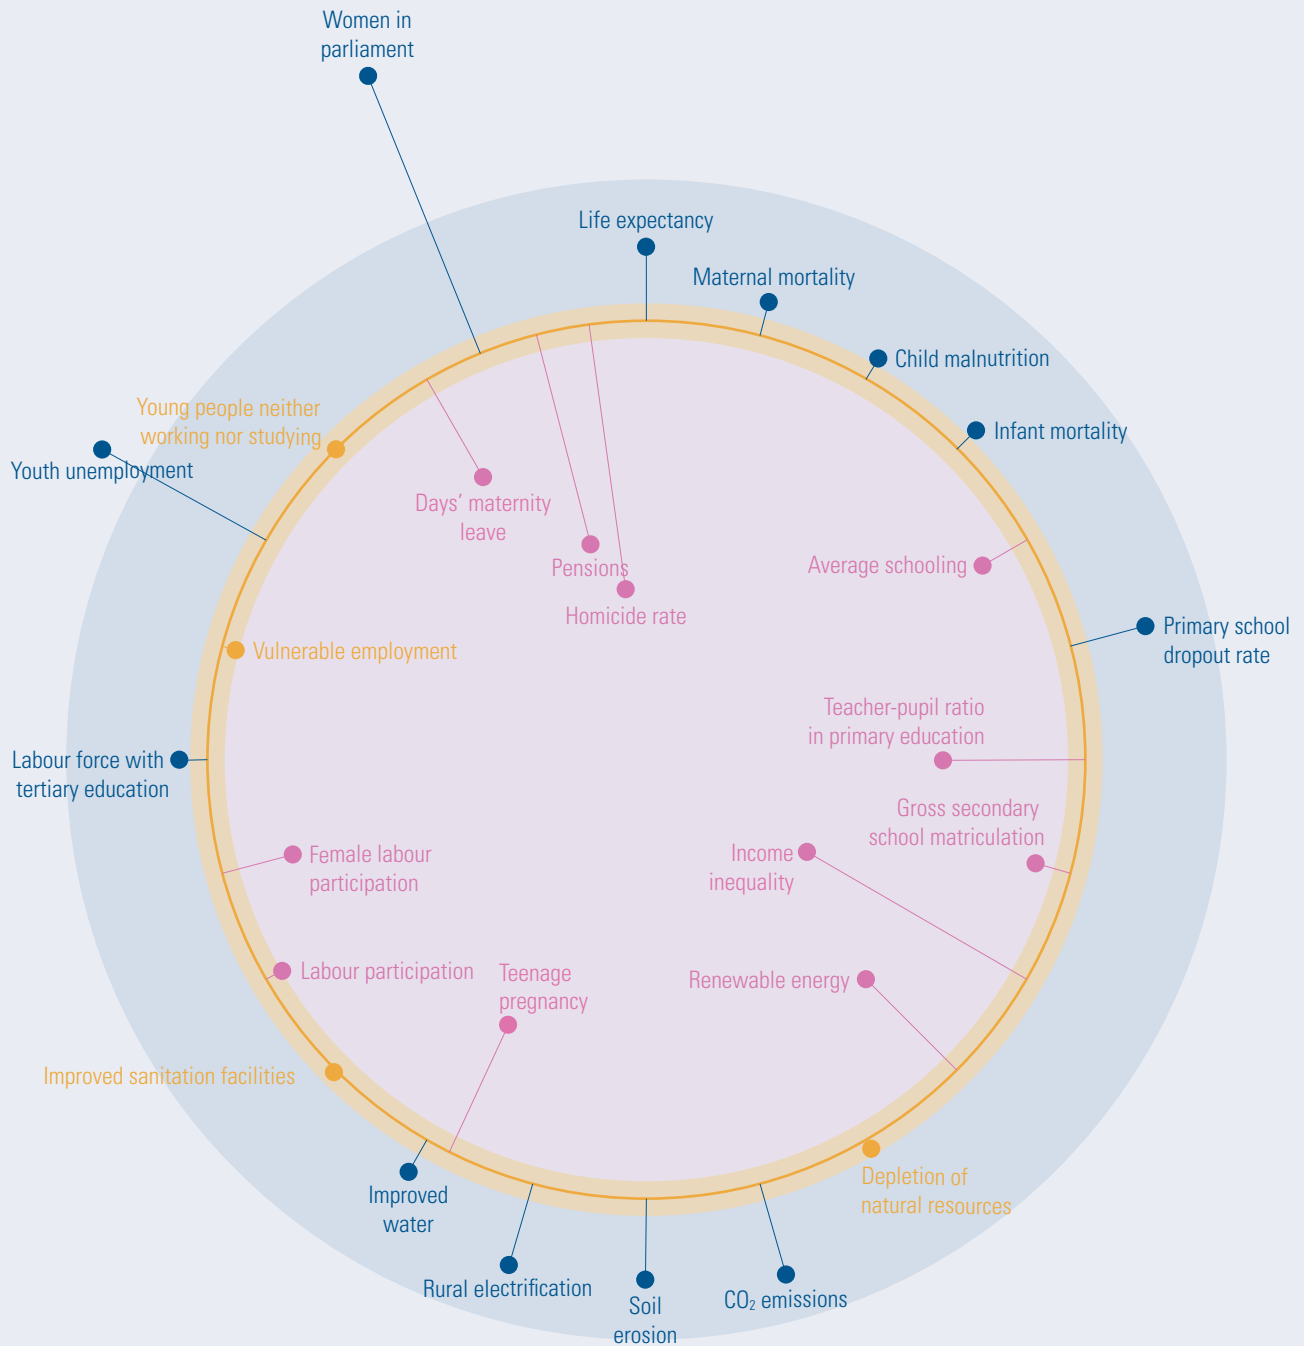 Women in
parliament
Life expectancy
Maternal mortality
Child malnutrition
Young people neither
working nor studying
Infant mortality
Youth unemployment
Days’ maternity
leave
Pensions
Average schooling
Homicide rate
Primary school
dropout rate
Vulnerable employment
Teacher-pupil ratio
in primary education
Labour force with
tertiary education
Gross secondary
school matriculation
Female labour
participation
Income
inequality
Labour participation
Teenage
pregnancy
Renewable energy
Improved sanitation facilities
Depletion of
natural resources
Improved
water
Rural electrification
Soil
erosion
CO₂ emissions